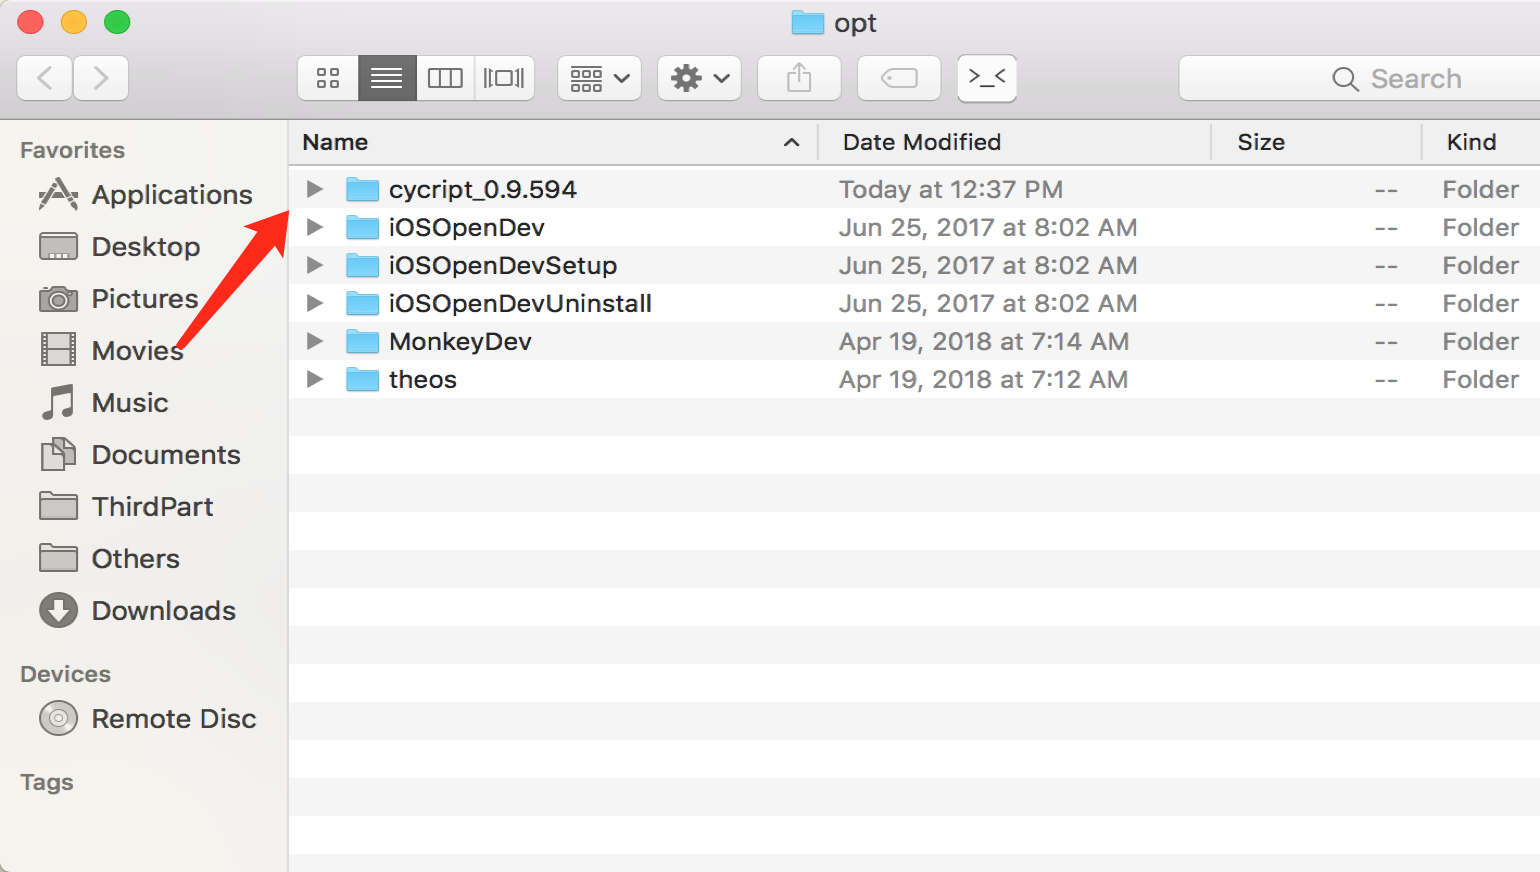 opt
>_<
Search
Favorites
Applications
Desktop
Pictures
Movies
Music
Documents
ThirdPart
Others
Downloads
Devices
Remote Disc
Tags
Name Date Modified Size Kind
cycript_0.9.594 Today at 12:37 PM -- Folder
iOSOpenDev Jun 25, 2017 at 8:02 AM -- Folder
iOSOpenDevSetup Jun 25, 2017 at 8:02 AM -- Folder
iOSOpenDevUninstall Jun 25, 2017 at 8:02 AM -- Folder
MonkeyDev Apr 19, 2018 at 7:14 AM -- Folder
theos Apr 19, 2018 at 7:12 AM -- Folder